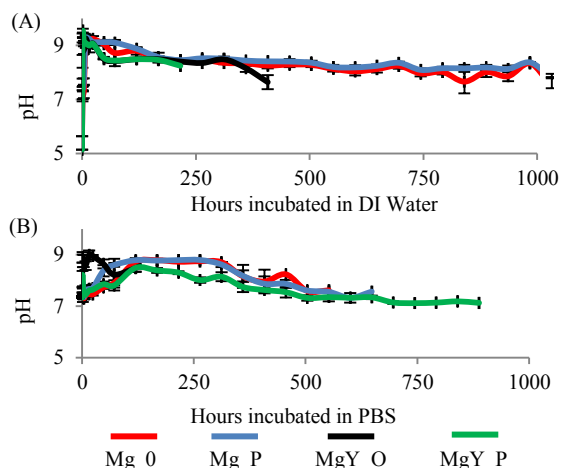 (A)
9
7
5
pH
0 250 500 750 1000
Hours incubated in DI Water
(B)
9
7
5
pH
0 250 500 750 1000
Hours incubated in PBS
Mg_0 Mg_P MgY_O MgY_P